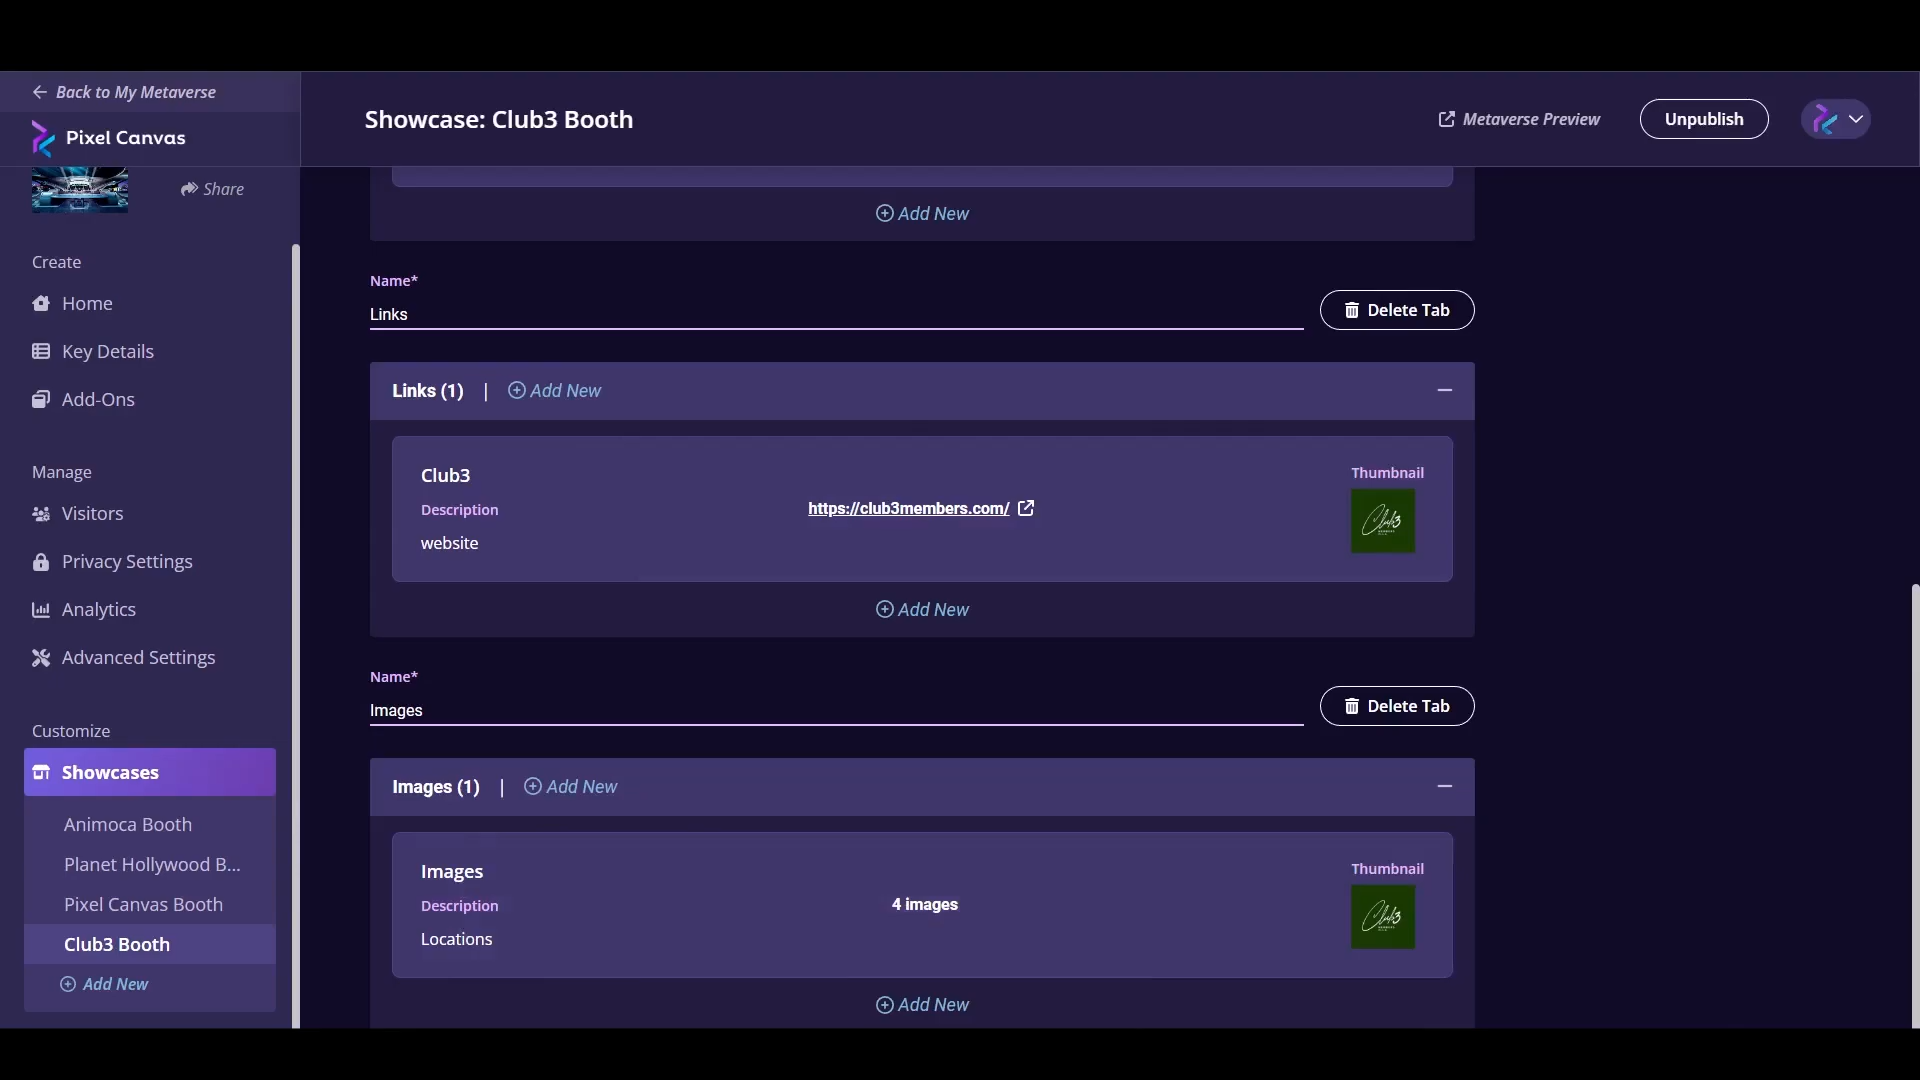 Back to My Metaverse
Pixel Canvas
Showcase: Club3 Booth
Metaverse Preview
Unpublish
Share
Create
Home
Key Details
Add-Ons
Manage
Visitors
Privacy Settings
Analytics
Advanced Settings
Customize
Showcases
Animoca Booth
Planet Hollywood B...
Pixel Canvas Booth
Club3 Booth
Add New
Add New
Name*
Links
Delete Tab
Links (1) | Add New
Club3
Description
website
https://club3members.com/
Thumbnail
Club3
Add New
Name*
Images
Delete Tab
Images (1) | Add New
Images
Description
Locations
4 images
Thumbnail
Club3
Add New